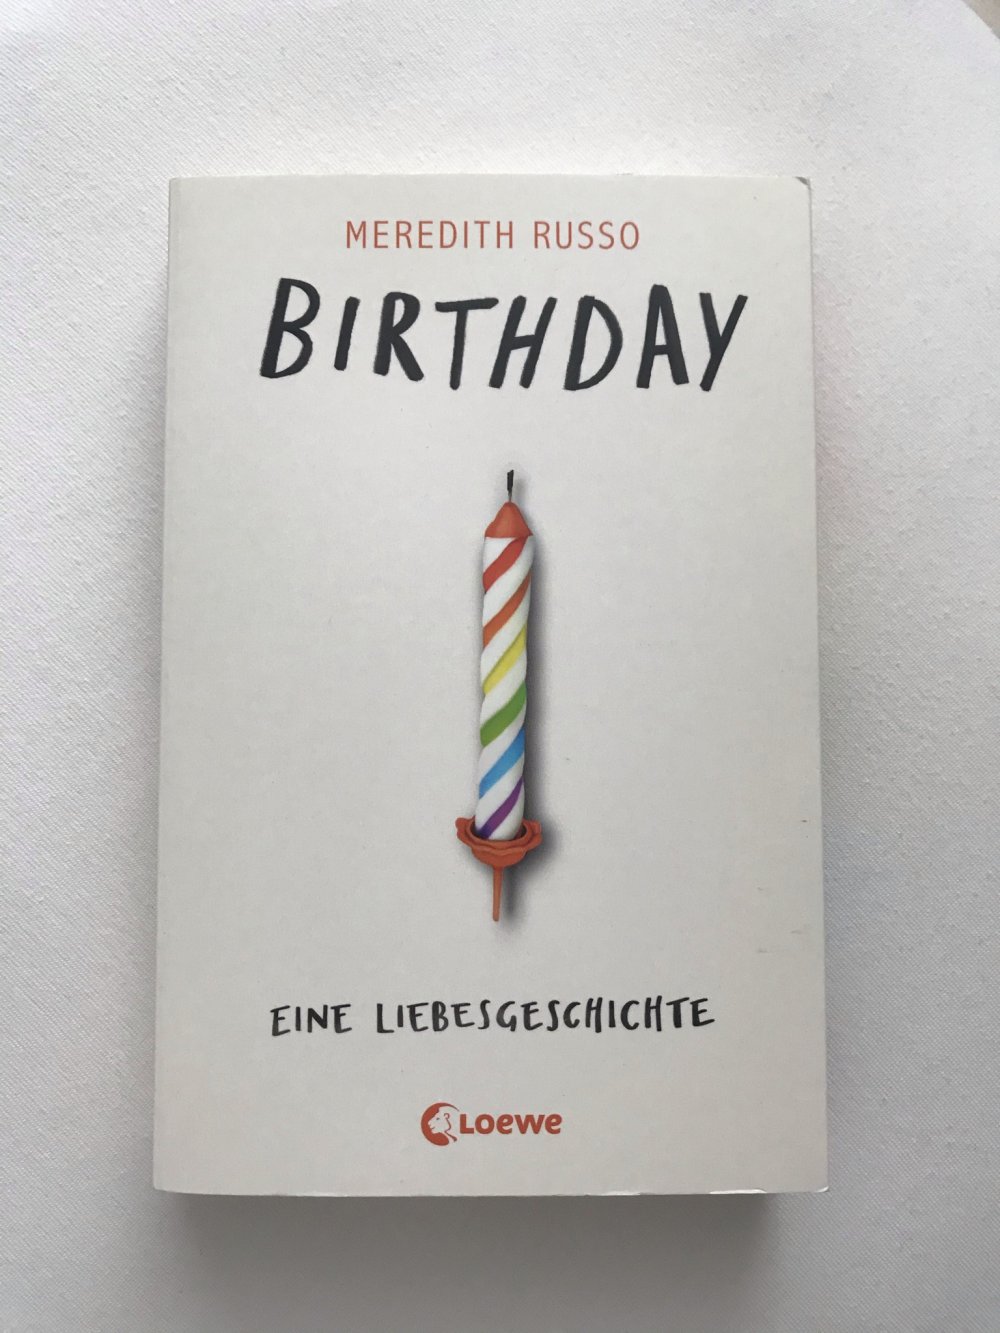 MEREDITH RUSSO
BIRTHDAY
EINE LIEBESGESCHICHTE
LOEWE